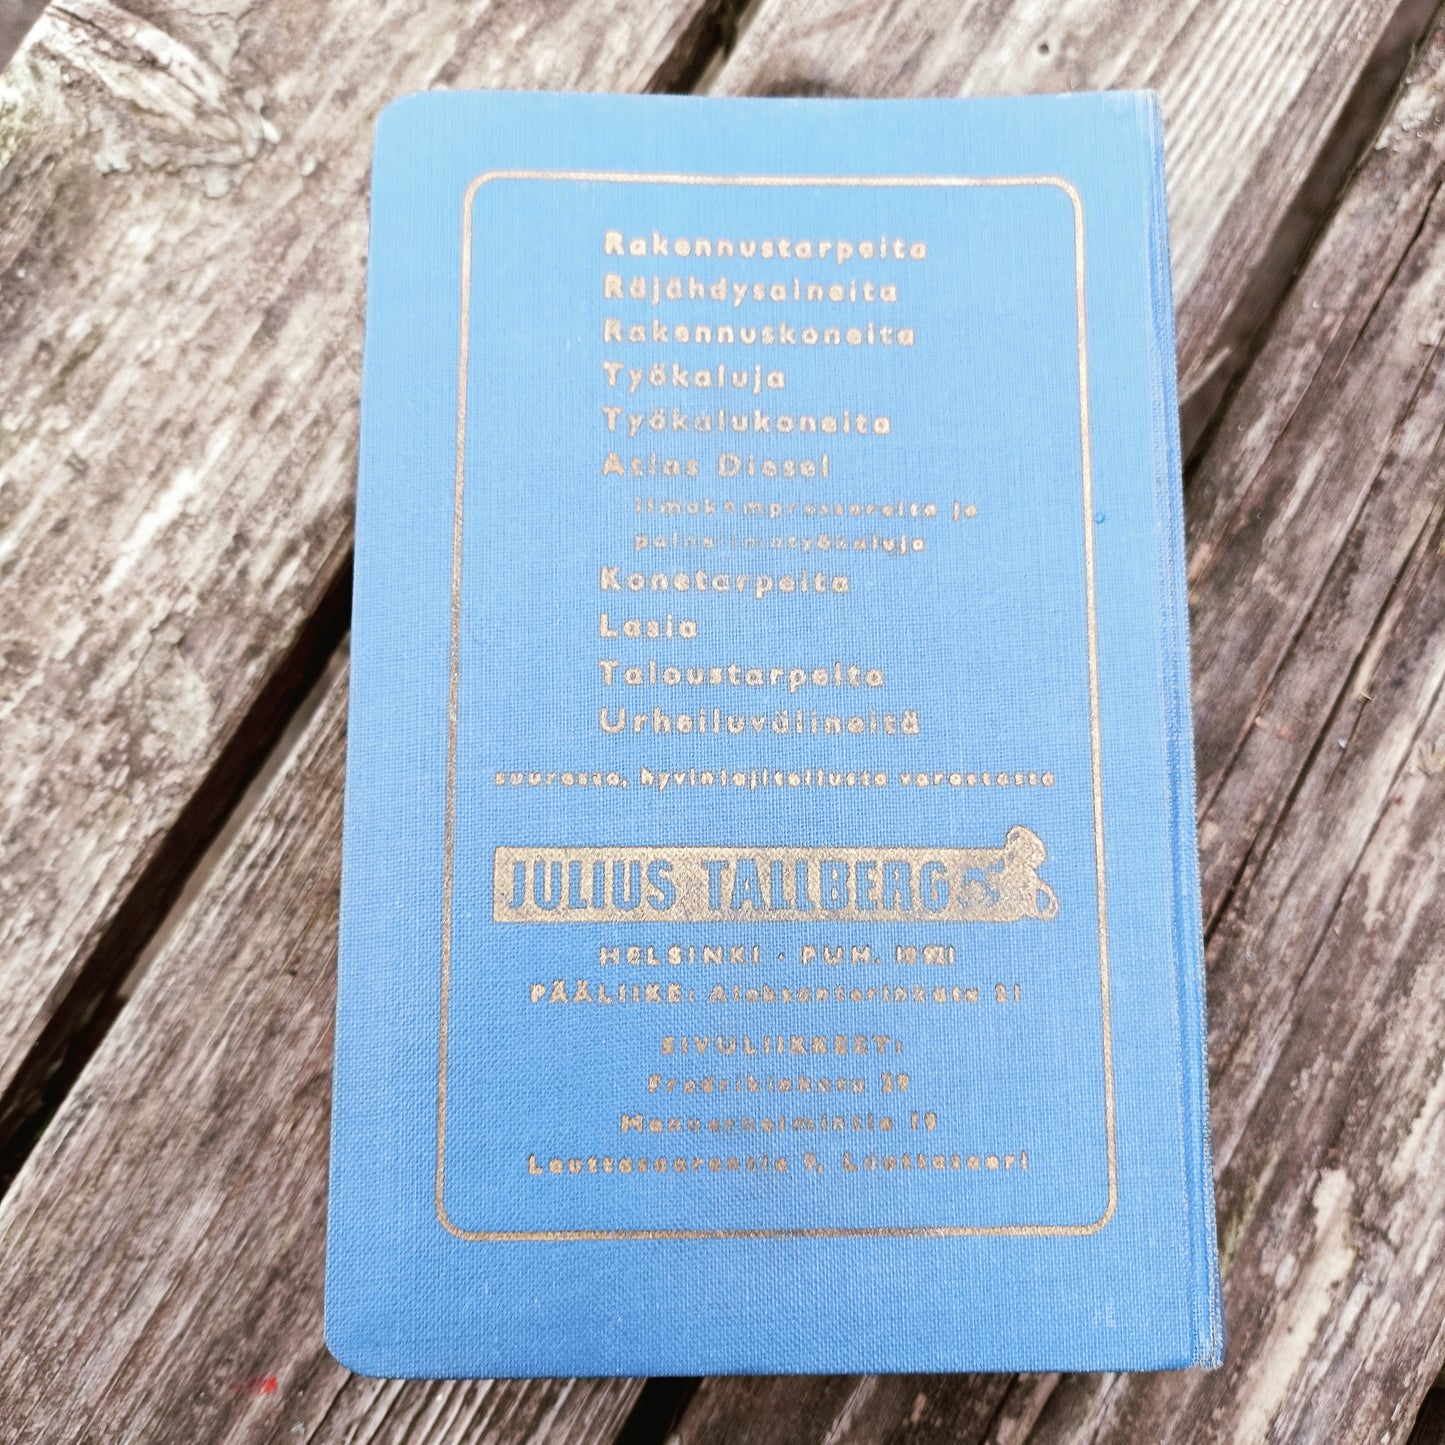 Rakennustarpeita
Räjähdysaineita
Rakennuskoneita
Työkaluja
Työkalukoneita
Atlas Diesel
ilmakompressoreita ja
paineilmatyökaluja
Konetarpeita
Lasia
Taloustarpeita
Urheiluvälineitä
suuresta, hyvinlajitellusta varastosta
JULIUS TALLBERG
HELSINKI · PUH.
PÄÄLIIKE: Aleksanterinkatu 21
SIVULIIKKEET:
Fredrikinkatu 29
Mannerheimintie 19
Lauttasaarentie 9, Lauttasaari